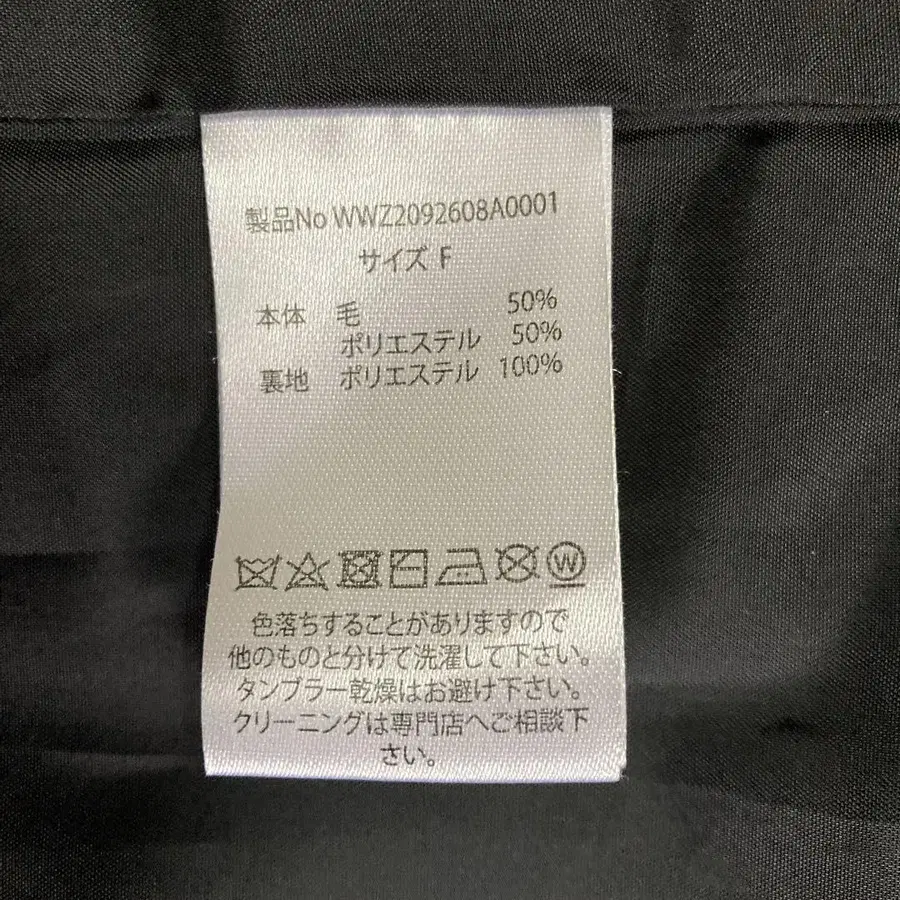 製品No WWZ2092608A0001
サイズ F
本体 毛 50%
ポリエステル 50%
裏地 ポリエステル 100%
W
色落ちすることがありますので
他のものと分けて洗濯して下さい。
タンブラー乾燥はお避け下さい。
クリーニングは専門店へご相談下
さい。